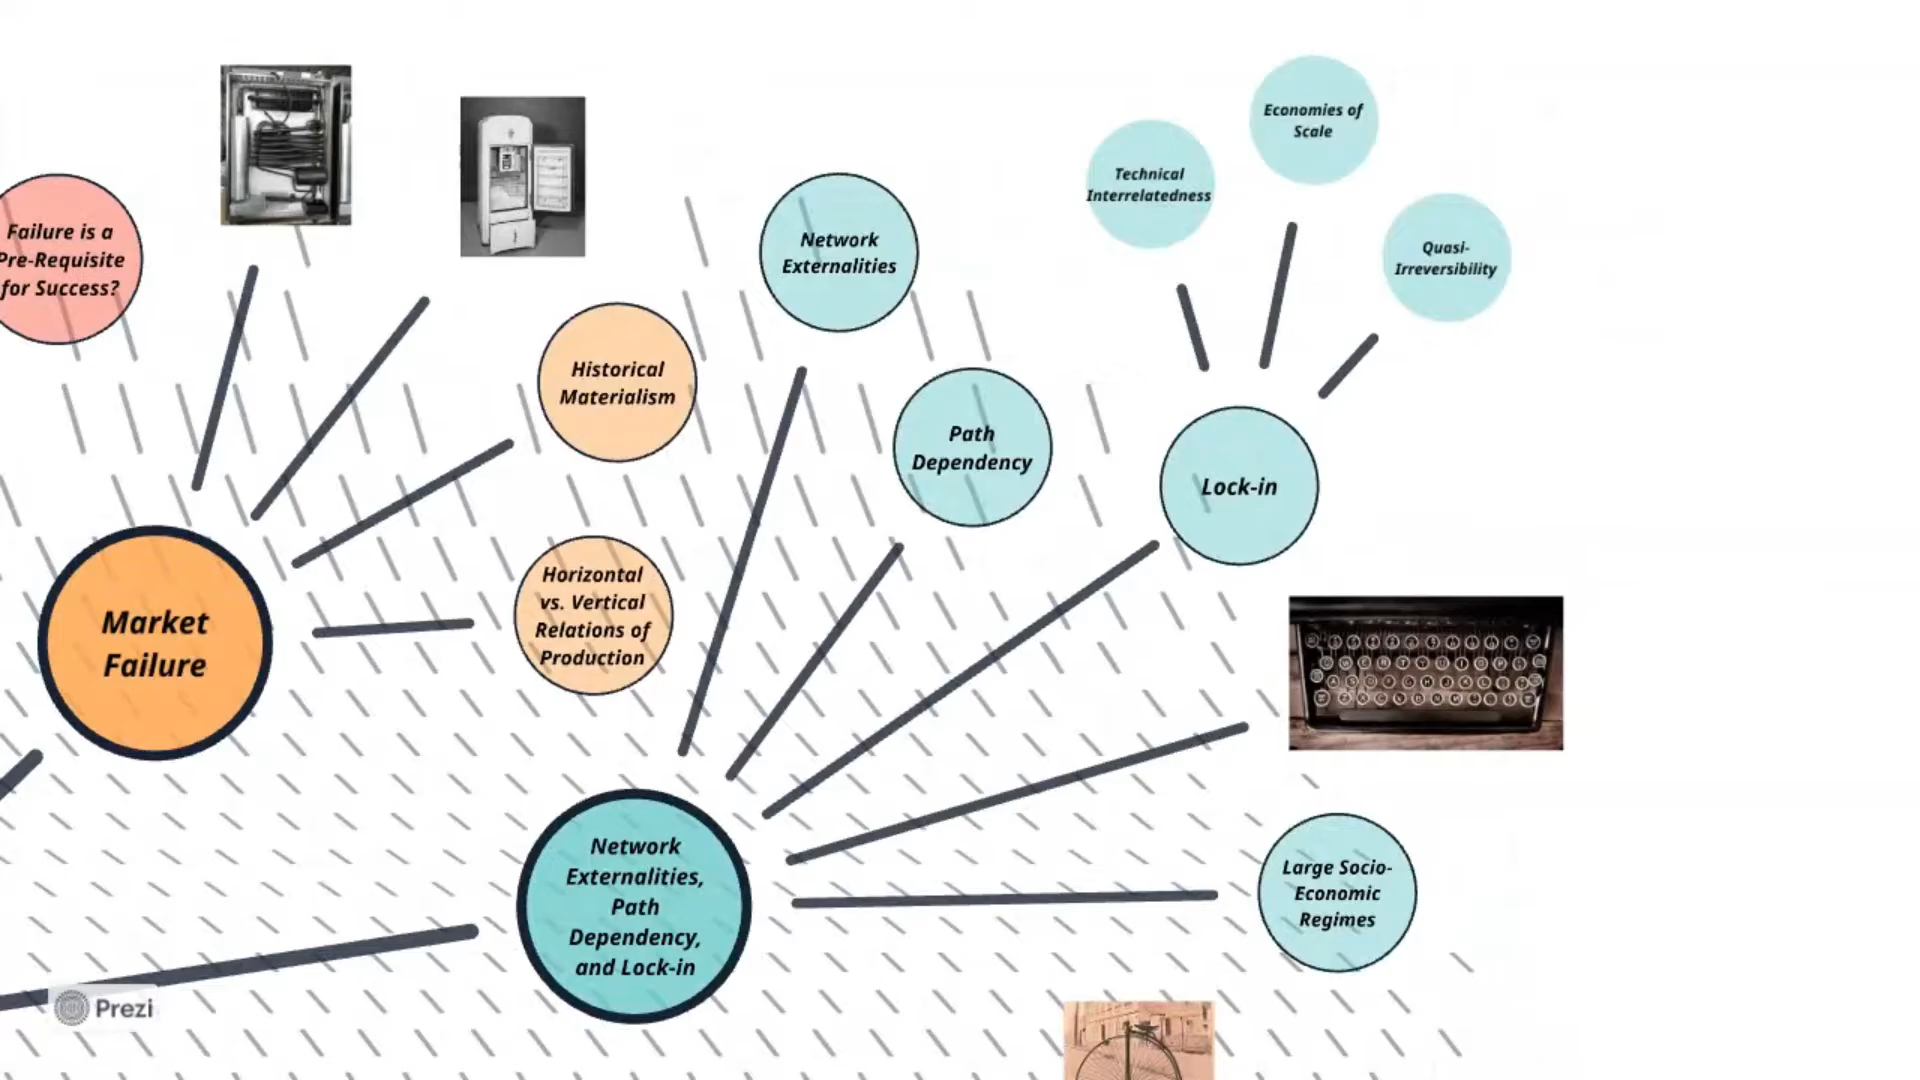 Failure is a
Pre-Requisite
for Success?
Market
Failure
Historical
Materialism
Horizontal
vs. Vertical
Relations of
Production
Network
Externalities
Path
Dependency
Technical
Interrelatedness
Economies of
Scale
Quasi-
Irreversibility
Lock-in
Network
Externalities,
Path
Dependency,
and Lock-in
Large Socio-
Economic
Regimes
Prezi